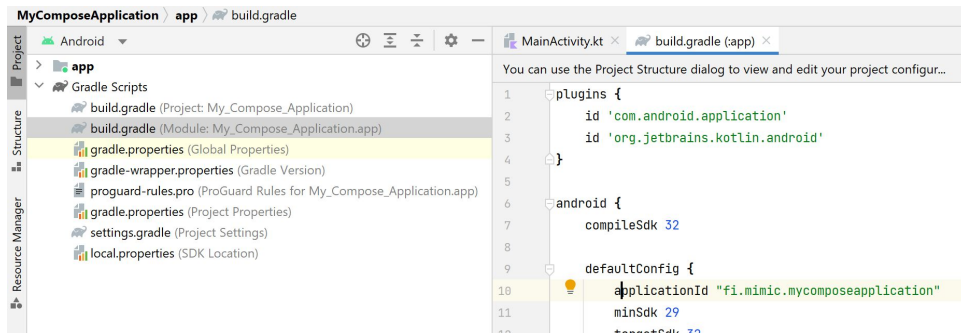 MyComposeApplication app build.gradle
Project
Structure
Resource Manager
Android
app
Gradle Scripts
build.gradle (Project: My_Compose_Application)
build.gradle (Module: My_Compose_Application.app)
gradle.properties (Global Properties)
gradle-wrapper.properties (Gradle Version)
proguard-rules.pro (ProGuard Rules for My_Compose_Application.app)
gradle.properties (Project Properties)
settings.gradle (Project Settings)
local.properties (SDK Location)
MainActivity.kt build.gradle (:app)
You can use the Project Structure dialog to view and edit your project configur...
1 plugins {
2 id 'com.android.application'
3 id 'org.jetbrains.kotlin.android'
4 }
5
6 android {
7 compileSdk 32
8
9 defaultConfig {
10 applicationId "fi.mimic.mycomposeapplication"
11 minSdk 29
targetSdk 32